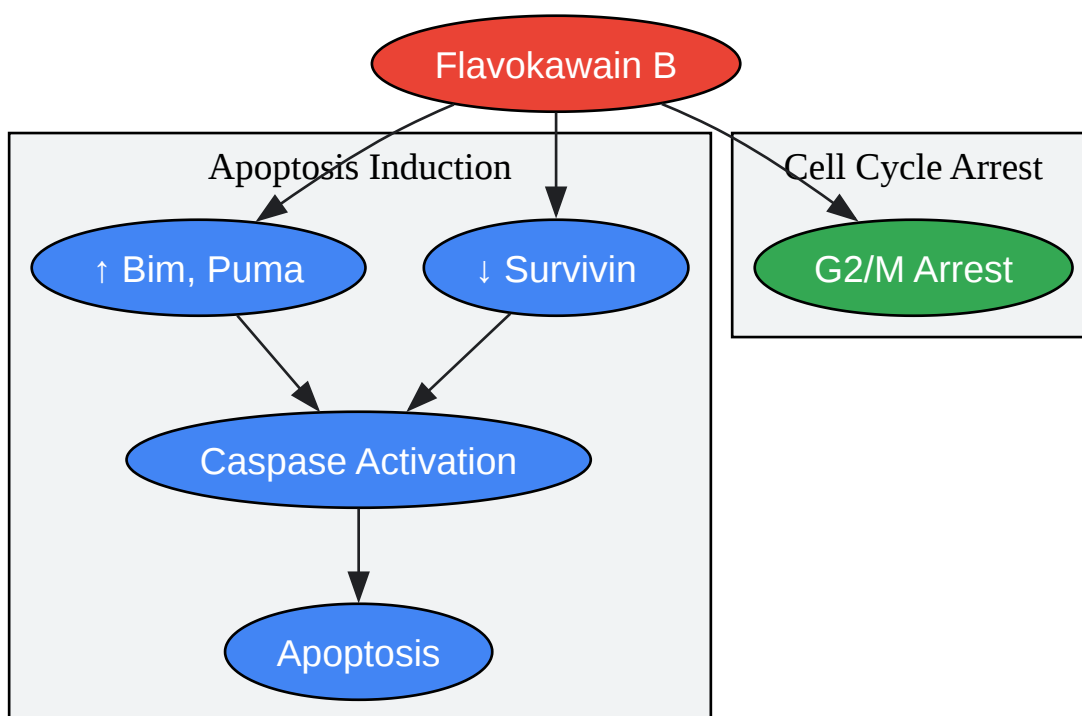 Flavokawain B
Apoptosis Induction
Cell Cycle Arrest
↑ Bim, Puma
↓ Survivin
G2/M Arrest
Caspase Activation
Apoptosis